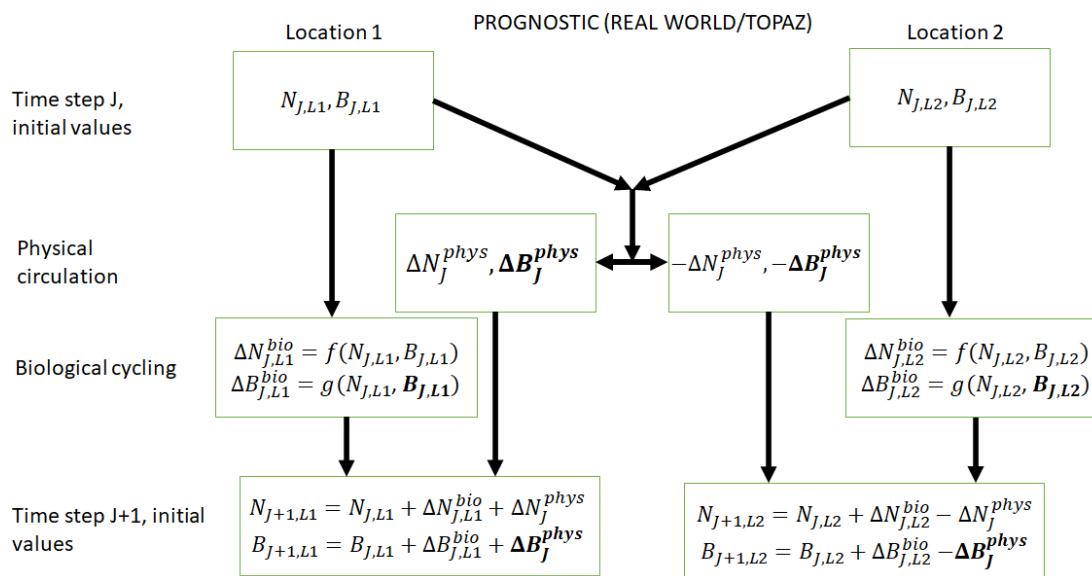 PROGNOSTIC (REAL WORLD/TOPAZ)
Location 1
Location 2
Time step J,
initial values
N_{J,L1}, B_{J,L1}
N_{J,L2}, B_{J,L2}
Physical
circulation
ΔN_J^{phys}, ΔB_J^{phys}
−ΔN_J^{phys}, −ΔB_J^{phys}
Biological cycling
ΔN_{J,L1}^{bio} = f(N_{J,L1}, B_{J,L1})
ΔB_{J,L1}^{bio} = g(N_{J,L1}, B_{J,L1})
ΔN_{J,L2}^{bio} = f(N_{J,L2}, B_{J,L2})
ΔB_{J,L2}^{bio} = g(N_{J,L2}, B_{J,L2})
Time step J+1, initial
values
N_{J+1,L1} = N_{J,L1} + ΔN_{J,L1}^{bio} + ΔN_J^{phys}
B_{J+1,L1} = B_{J,L1} + ΔB_{J,L1}^{bio} + ΔB_J^{phys}
N_{J+1,L2} = N_{J,L2} + ΔN_{J,L2}^{bio} − ΔN_J^{phys}
B_{J+1,L2} = B_{J,L2} + ΔB_{J,L2}^{bio} −ΔB_J^{phys}